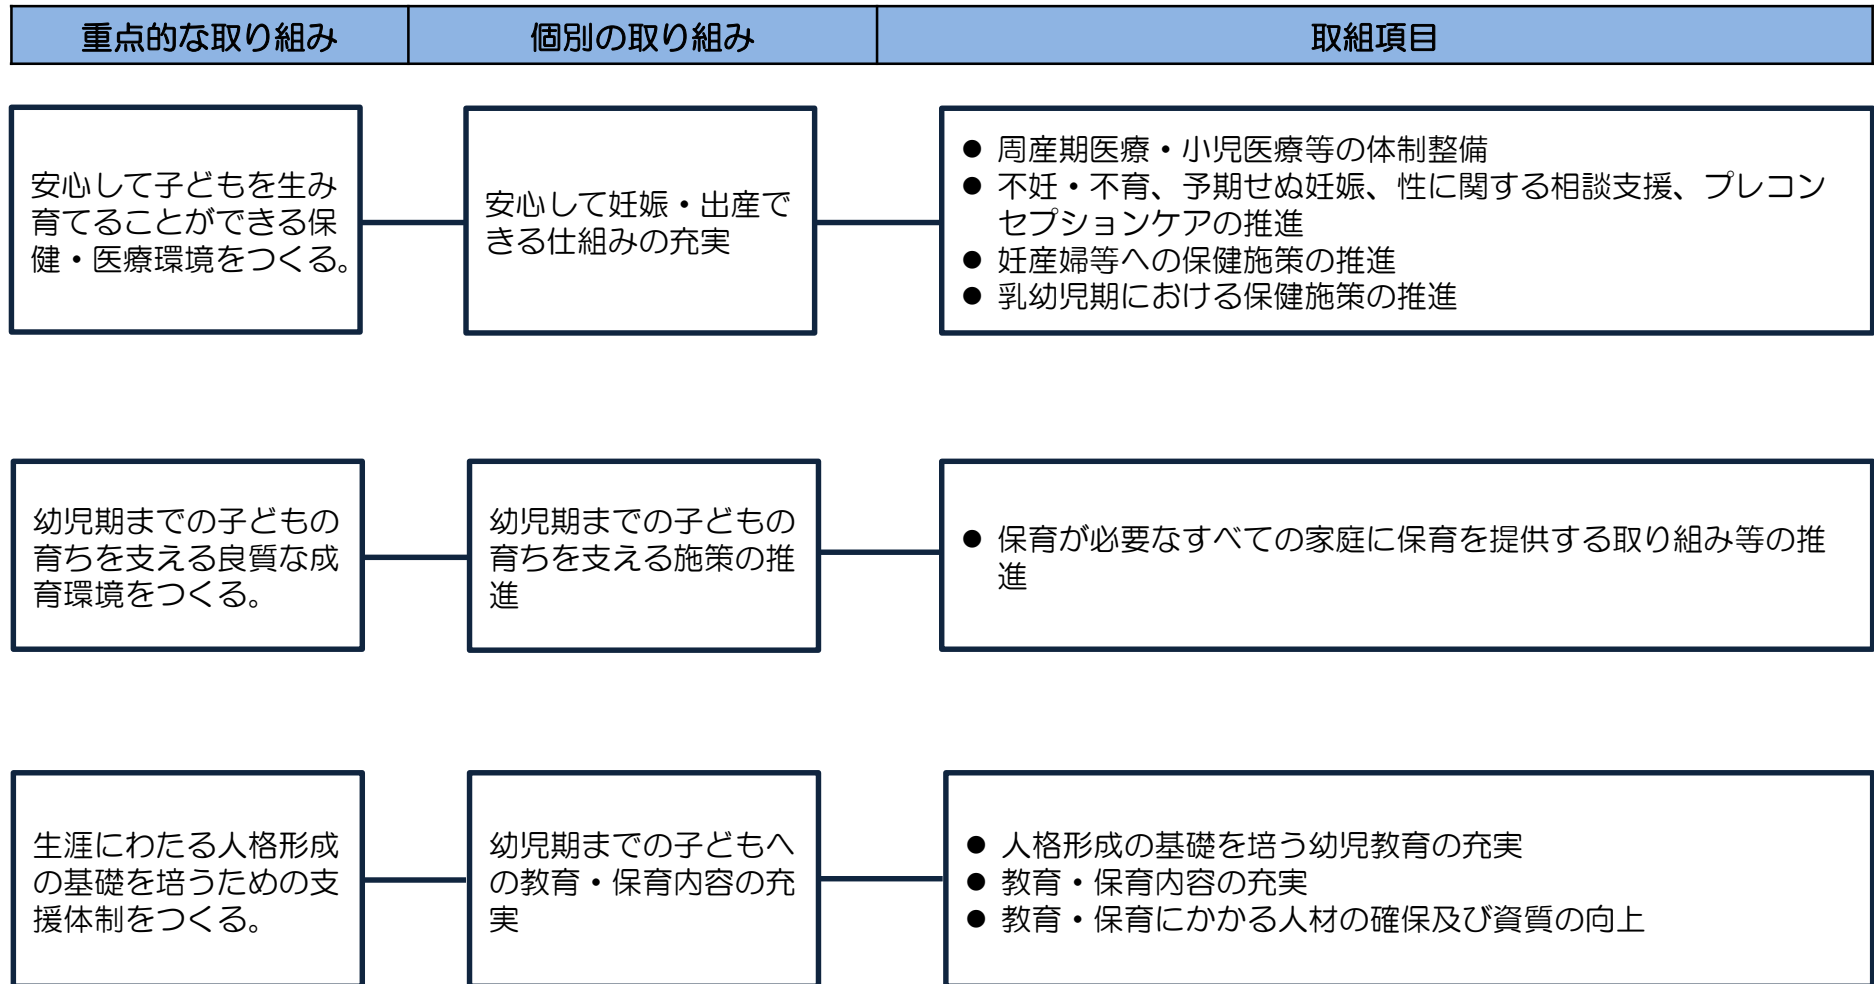 重点的な取り組み
個別の取り組み
取組項目
安心して子どもを生み
育てることができる保
健・医療環境をつくる。
安心して妊娠・出産で
きる仕組みの充実
● 周産期医療・小児医療等の体制整備
● 不妊・不育、予期せぬ妊娠、性に関する相談支援、プレコン
セプションケアの推進
● 妊産婦等への保健施策の推進
● 乳幼児期における保健施策の推進
幼児期までの子どもの
育ちを支える良質な成
育環境をつくる。
幼児期までの子どもの
育ちを支える施策の推
進
● 保育が必要なすべての家庭に保育を提供する取り組み等の推
進
生涯にわたる人格形成
の基礎を培うための支
援体制をつくる。
幼児期までの子どもへ
の教育・保育内容の充
実
● 人格形成の基礎を培う幼児教育の充実
● 教育・保育内容の充実
● 教育・保育にかかる人材の確保及び資質の向上